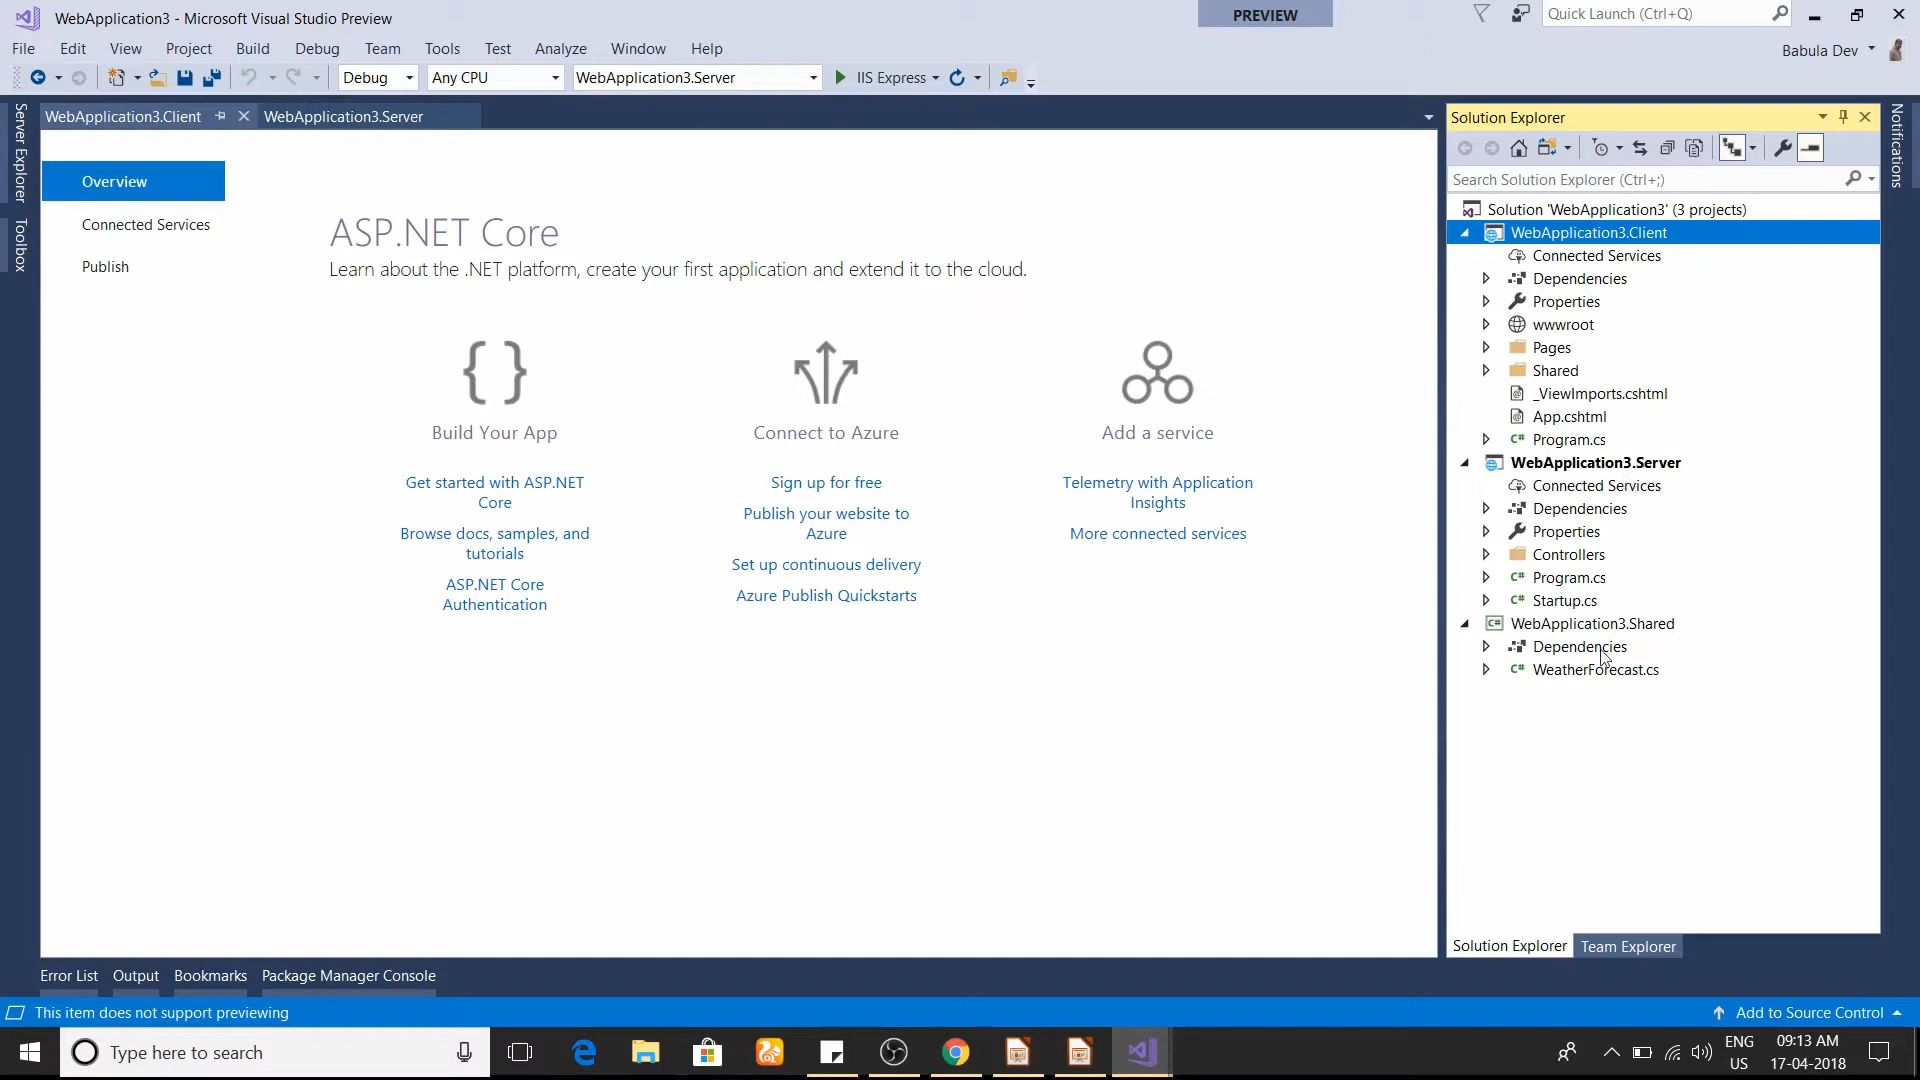 WebApplication3 - Microsoft Visual Studio Preview
PREVIEW
Quick Launch (Ctrl+Q)
File Edit View Project Build Debug Team Tools Test Analyze Window Help
Babula Dev
Debug Any CPU WebApplication3.Server IIS Express
Server Explorer
Toolbox
WebApplication3.Client WebApplication3.Server
Overview
Connected Services
Publish
ASP.NET Core
Learn about the .NET platform, create your first application and extend it to the cloud.
Build Your App
Get started with ASP.NET
Core
Browse docs, samples, and
tutorials
ASP.NET Core
Authentication
Connect to Azure
Sign up for free
Publish your website to
Azure
Set up continuous delivery
Azure Publish Quickstarts
Add a service
Telemetry with Application
Insights
More connected services
Solution Explorer
Search Solution Explorer (Ctrl+;)
Solution 'WebApplication3' (3 projects)
WebApplication3.Client
Connected Services
Dependencies
Properties
wwwroot
Pages
Shared
_ViewImports.cshtml
App.cshtml
C# Program.cs
WebApplication3.Server
Connected Services
Dependencies
Properties
Controllers
C# Program.cs
C# Startup.cs
C# WebApplication3.Shared
Dependencies
C# WeatherForecast.cs
Solution Explorer Team Explorer
Notifications
Error List Output Bookmarks Package Manager Console
This item does not support previewing
Add to Source Control
Type here to search
ENG
US
09:13 AM
17-04-2018